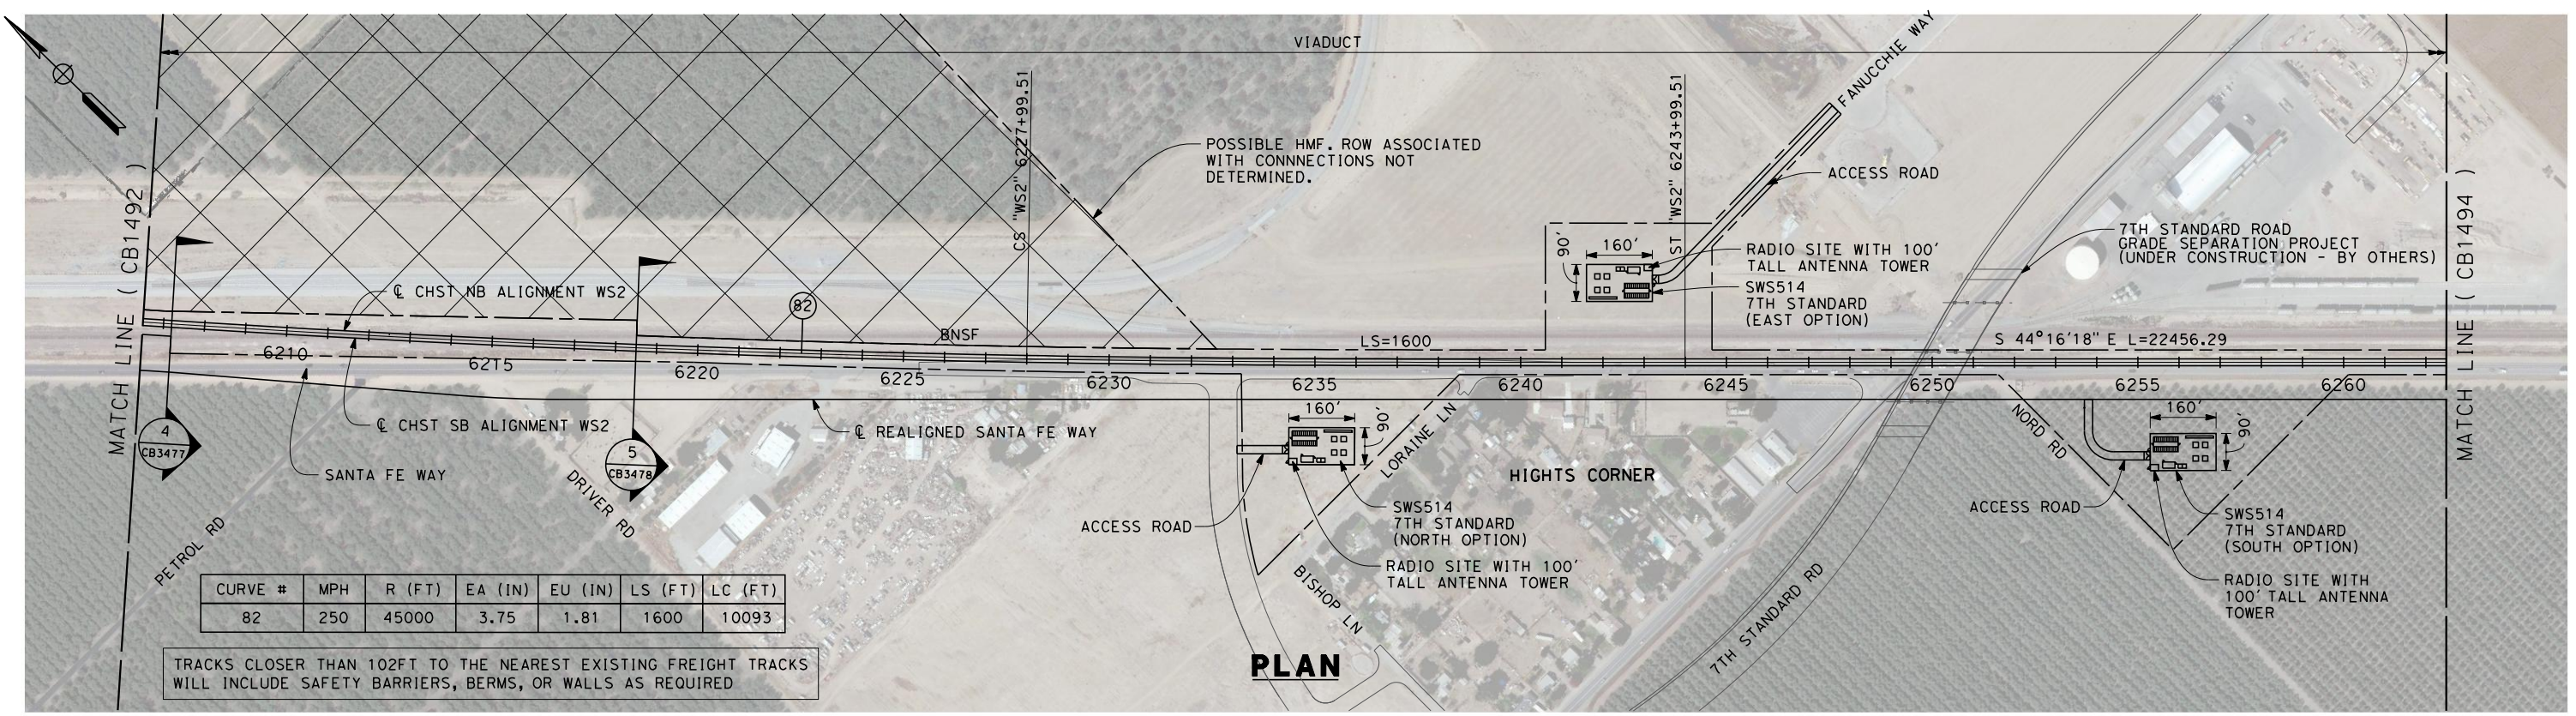 VIADUCT
FANUCCHIE WAY
MATCH LINE ( CB1492 )
CS "WS2" 6227+99.51
POSSIBLE HMF. ROW ASSOCIATED
WITH CONNNECTIONS NOT
DETERMINED.
ST "WS2" 6243+99.51
ACCESS ROAD
90'
160'
RADIO SITE WITH 100'
TALL ANTENNA TOWER
SWS514
7TH STANDARD
(EAST OPTION)
7TH STANDARD ROAD
GRADE SEPARATION PROJECT
(UNDER CONSTRUCTION - BY OTHERS)
MATCH LINE ( CB1494 )
℄ CHST NB ALIGNMENT WS2
82
BNSF
LS=1600
S 44°16'18" E L=22456.29
6210
6215
6220
6225
6230
6235
6240
6245
6250
6255
6260
4
CB3477
℄ CHST SB ALIGNMENT WS2
SANTA FE WAY
5
CB3478
℄ REALIGNED SANTA FE WAY
DRIVER RD
PETROL RD
160'
90'
LORAINE LN
ACCESS ROAD
SWS514
7TH STANDARD
(NORTH OPTION)
RADIO SITE WITH 100'
TALL ANTENNA TOWER
BISHOP LN
HIGHTS CORNER
7TH STANDARD RD
NORD RD
160'
90'
ACCESS ROAD
SWS514
7TH STANDARD
(SOUTH OPTION)
RADIO SITE WITH
100' TALL ANTENNA
TOWER
CURVE # MPH R (FT) EA (IN) EU (IN) LS (FT) LC (FT)
82 250 45000 3.75 1.81 1600 10093
TRACKS CLOSER THAN 102FT TO THE NEAREST EXISTING FREIGHT TRACKS
WILL INCLUDE SAFETY BARRIERS, BERMS, OR WALLS AS REQUIRED
PLAN